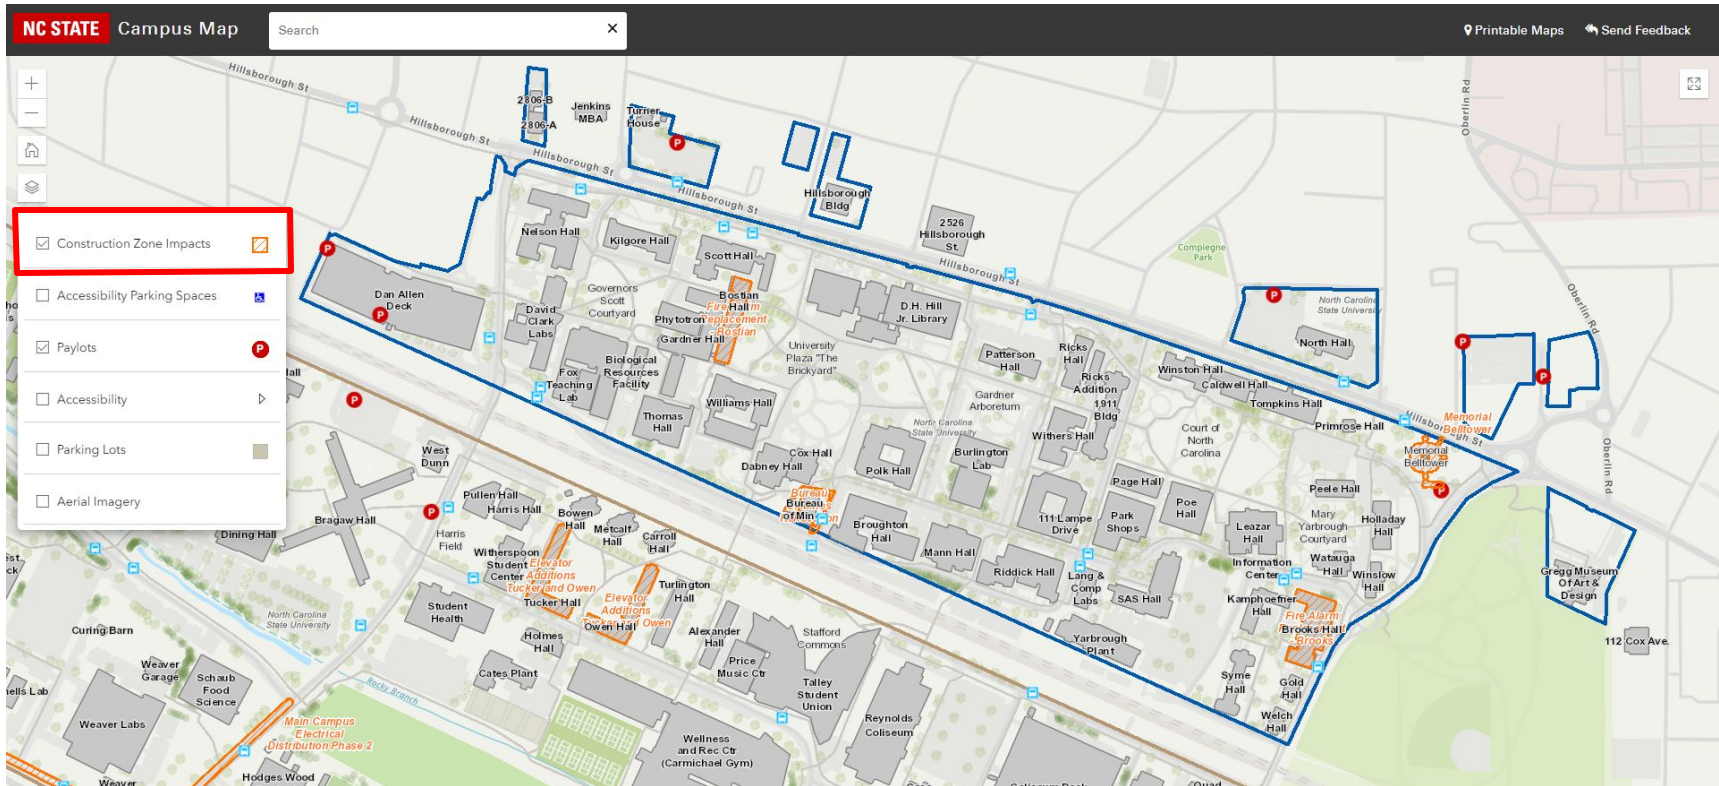 NC STATE Campus Map
Search
Printable Maps
Send Feedback
Construction Zone Impacts
Accessibility Parking Spaces
Paylots
Accessibility
Parking Lots
Aerial Imagery
Hillsborough St
Hillsborough St
Hillsborough St
Hillsborough St
Hillsborough St
Oberlin Rd
Oberlin Rd
Oberlin Rd
2806-B
2806-A
Jenkins
MBA
Turner
House
Hillsborough
Bldg
2526
Hillsborough
St.
Compiegne
Park
Nelson Hall
Kilgore Hall
Scott Hall
Governors
Scott
Courtyard
Dan Allen
Deck
David
Clark
Labs
Phytotron
Bostian
Hall
Gardner Hall
D.H. Hill
Jr. Library
University
Plaza "The
Brickyard"
North Carolina
State University
North Hall
Biological
Resources
Facility
Fox
Teaching
Lab
Williams Hall
Thomas
Hall
Patterson
Hall
Ricks
Hall
Ricks
Addition
1911
Bldg
Gardner
Arboretum
Winston Hall
Caldwell Hall
Tompkins Hall
Primrose Hall
Memorial
Belltower
Memorial
Belltower
North Carolina
State University
Withers Hall
Court of
North
Carolina
West
Dunn
Cox Hall
Dabney Hall
Polk Hall
Burlington
Lab
Page Hall
Poe
Hall
Peele Hall
Bragaw Hall
Pullen Hall
Harris Hall
Bowen
Hall
Metcalf
Hall
Carroll
Hall
Harris
Field
Bureau
of Mines
Broughton
Hall
Mann Hall
111 Lampe
Drive
Park
Shops
Leazar
Hall
Mary
Yarbrough
Courtyard
Holladay
Hall
Dining Hall
Witherspoon
Student
Center
Elevator
Additions
Tucker and Owen
Tucker Hall
Elevator
Additions
Tucker and Owen
Owen Hall
Turlington
Hall
Riddick Hall
Lang &
Comp
Labs
SAS Hall
Information
Center
Watauga
Hall
Winslow
Hall
Kamphoefner
Hall
Fire Alarm
Brooks Hall
Brooks
Gregg Museum
Of Art &
Design
112 Cox Ave.
North Carolina
State University
Student
Health
Holmes
Hall
Alexander
Hall
Stafford
Commons
Yarbrough
Plant
Curing Barn
Weaver
Garage
Schaub
Food
Science
Cates Plant
Price
Music Ctr
Talley
Student
Union
Syme
Hall
Gold
Hall
Welch
Hall
Rocky Branch
Weaver Labs
Main Campus
Electrical
Distribution Phase 2
Wellness
and Rec Ctr
(Carmichael Gym)
Reynolds
Coliseum
Hodges Wood
Weaver